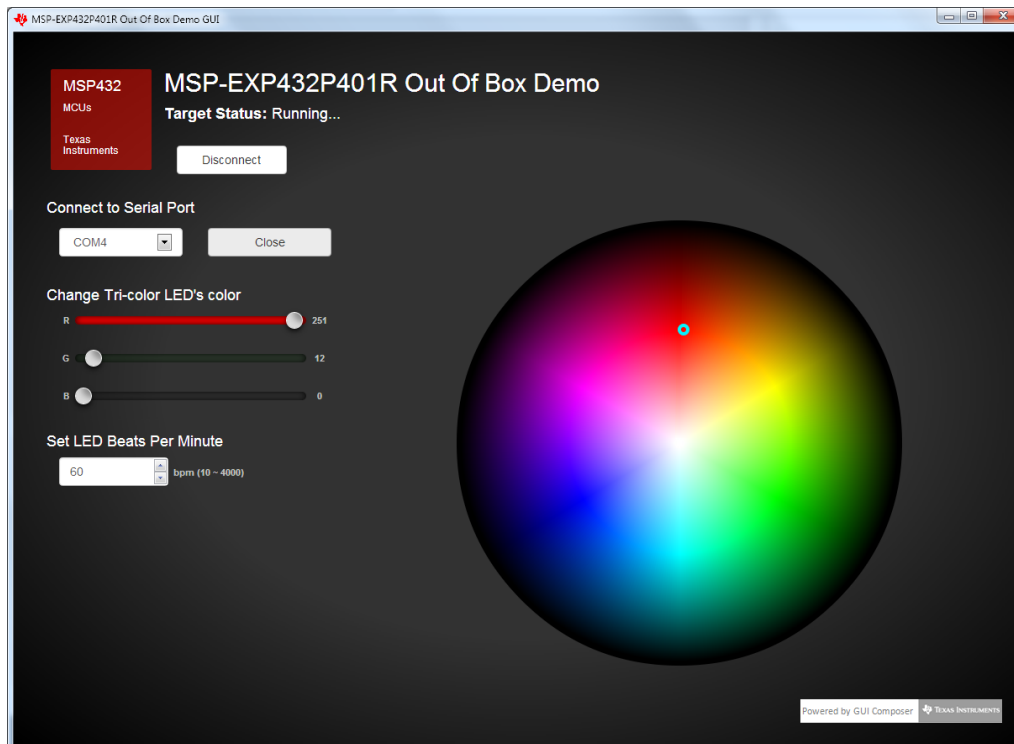 MSP-EXP432P401R Out Of Box Demo GUI
MSP432
MCUs
Texas
Instruments
MSP-EXP432P401R Out Of Box Demo
Target Status: Running...
Disconnect
Connect to Serial Port
COM4
Close
Change Tri-color LED's color
R
251
G
12
B
0
Set LED Beats Per Minute
60
bpm (10 ~ 4000)
Powered by GUI Composer
TEXAS INSTRUMENTS